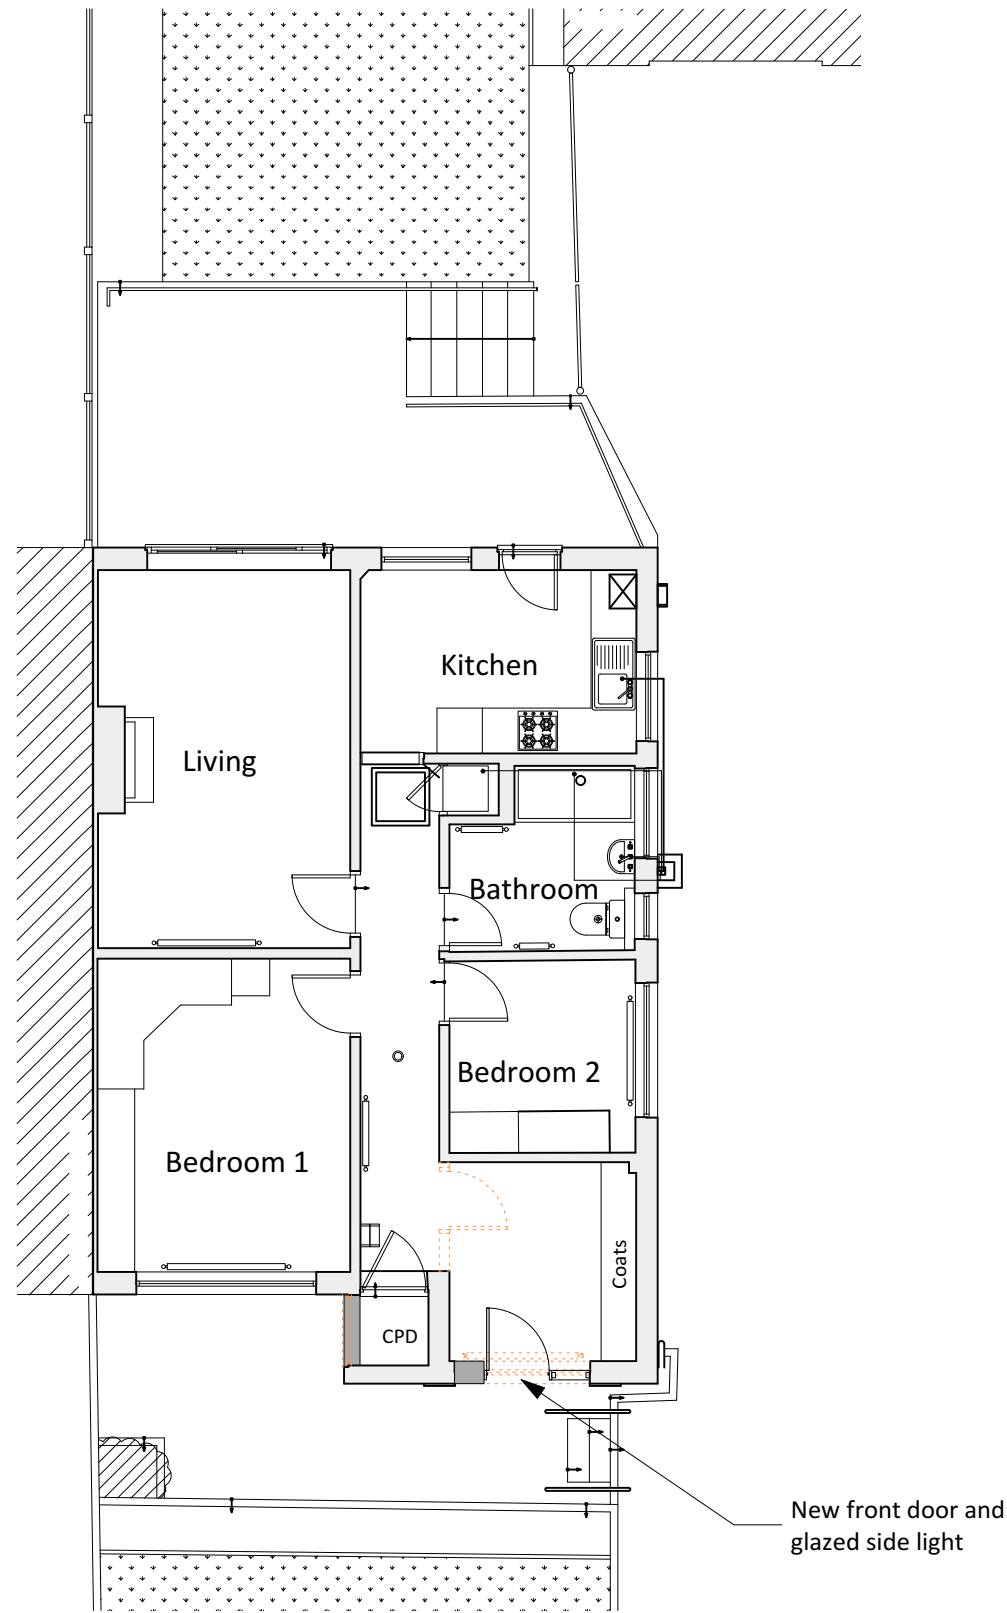 Kitchen
Living
Bathroom
Bedroom 2
Bedroom 1
Coats
CPD
New front door and
glazed side light